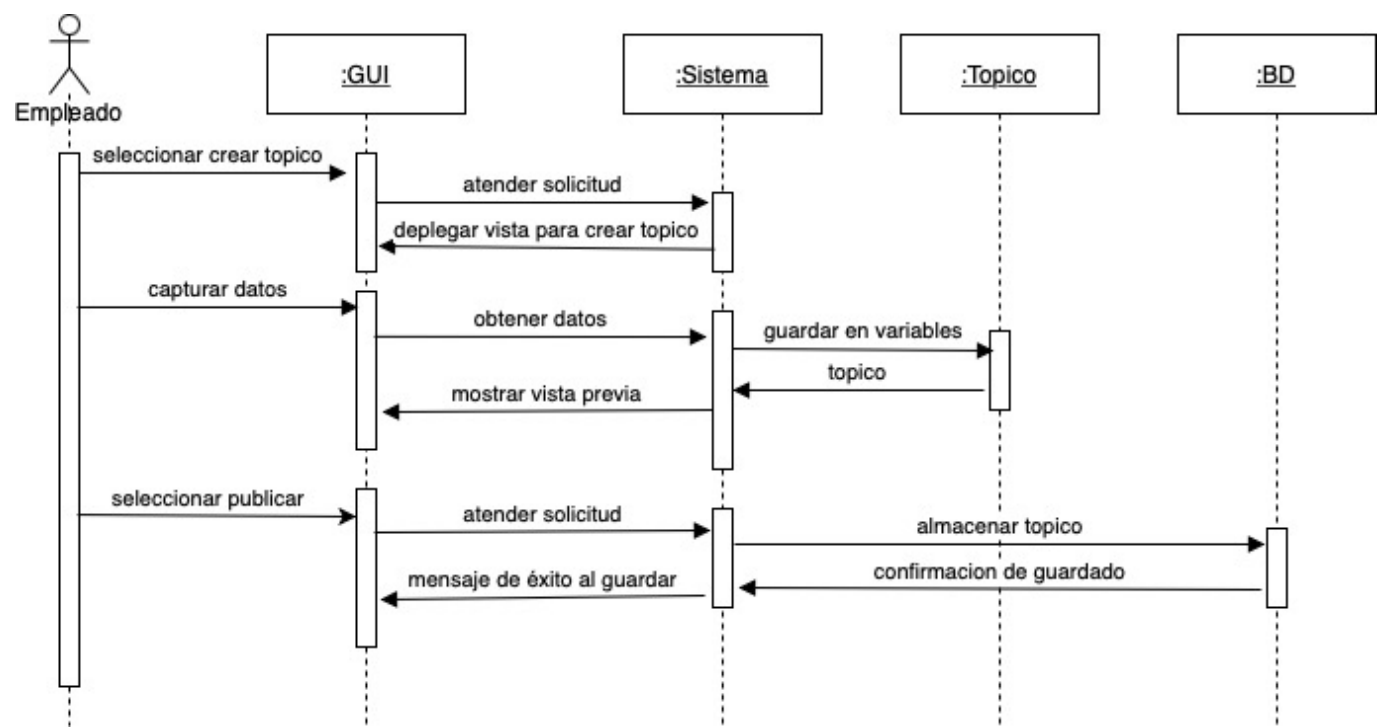 :GUI
:Sistema
:Topico
:BD
Empleado
seleccionar crear topico
atender solicitud
deplegar vista para crear topico
capturar datos
obtener datos
guardar en variables
topico
mostrar vista previa
seleccionar publicar
atender solicitud
almacenar topico
confirmacion de guardado
mensaje de éxito al guardar